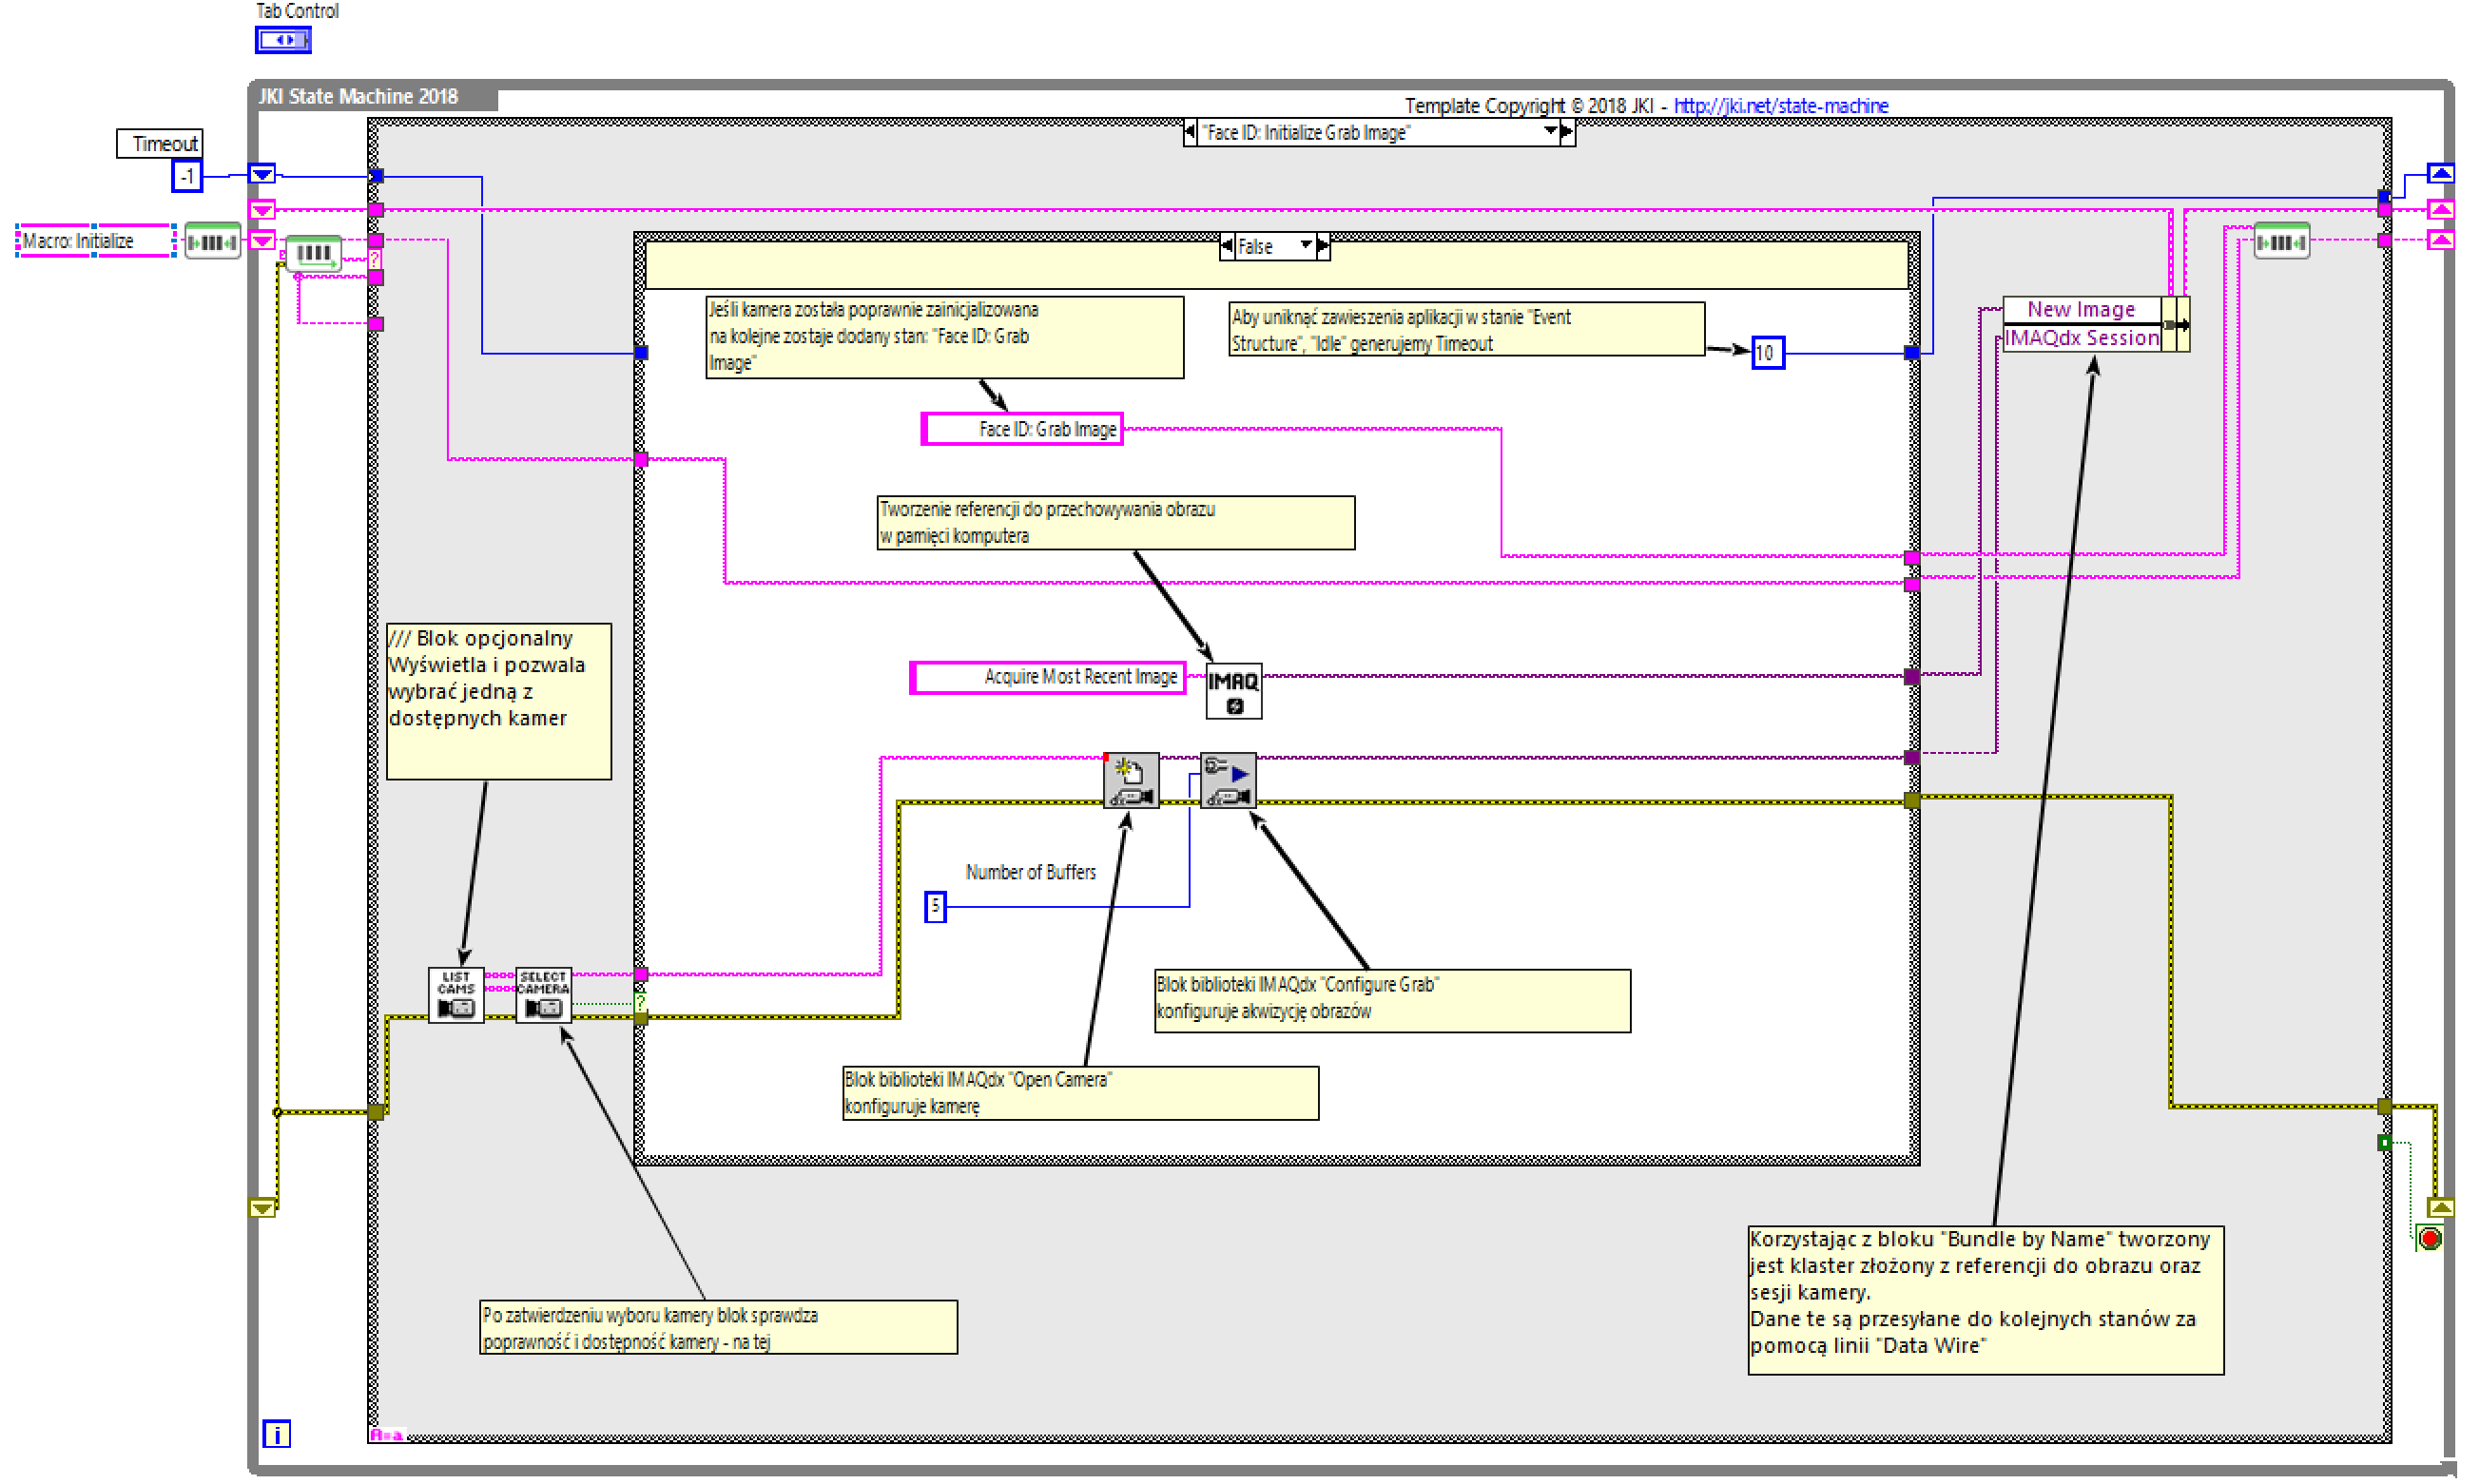 Tab Control
JKI State Machine 2018
Template Copyright © 2018 JKI - http://jki.net/state-machine
Timeout
-1
"Face ID: Initialize Grab Image"
Macro: Initialize
False
Jeśli kamera została poprawnie zainicjalizowana
na kolejne zostaje dodany stan: "Face ID: Grab
Image"
Aby uniknąć zawieszenia aplikacji w stanie "Event
Structure", "Idle" generujemy Timeout
10
New Image
IMAQdx Session
Face ID: Grab Image
Tworzenie referencji do przechowywania obrazu
w pamięci komputera
/// Blok opcjonalny
Wyświetla i pozwala
wybrać jedną z
dostępnych kamer
Acquire Most Recent Image
IMAQ
dx
dx
Number of Buffers
5
LIST
CAMS
SELECT
CAMERA
?
?
Blok biblioteki IMAQdx "Configure Grab"
konfiguruje akwizycję obrazów
Blok biblioteki IMAQdx "Open Camera"
konfiguruje kamerę
Korzystając z bloku "Bundle by Name" tworzony
jest klaster złożony z referencji do obrazu oraz
sesji kamery.
Dane te są przesyłane do kolejnych stanów za
pomocą linii "Data Wire"
Po zatwierdzeniu wyboru kamery blok sprawdza
poprawność i dostępność kamery - na tej
i
A=a